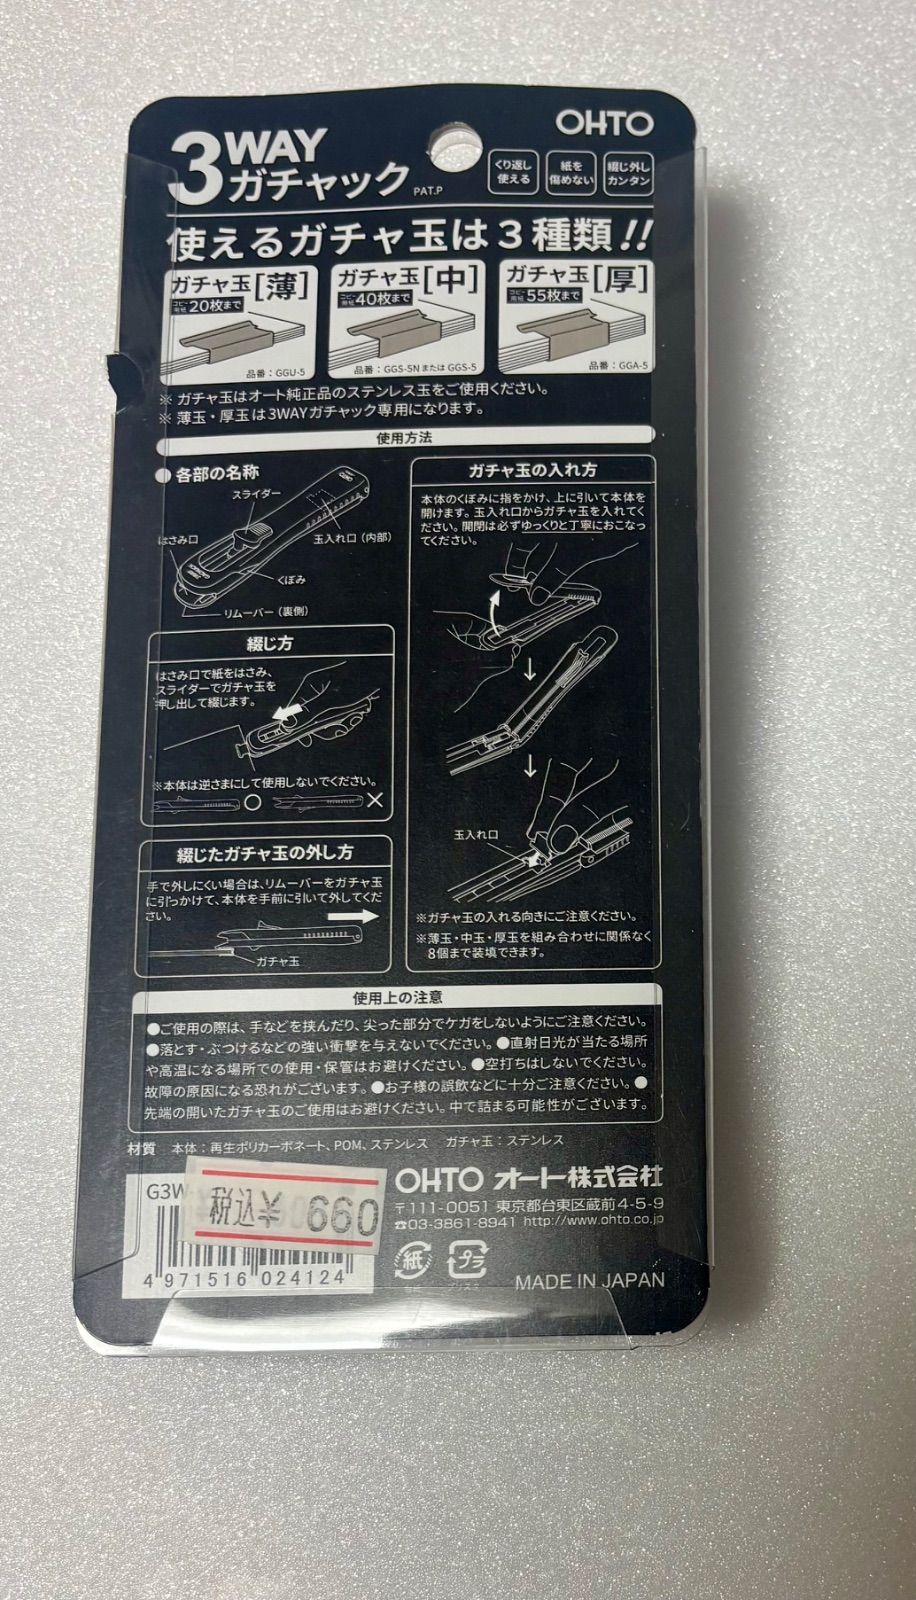 OHTO
3WAY
ガチャック PAT.P
くり返し
使える
紙を
傷めない
綴じ外し
カンタン
使えるガチャ玉は3種類!!
ガチャ玉[薄]
コピー用紙20枚まで
品番:GGU-5
ガチャ玉[中]
コピー用紙40枚まで
品番:GGS-5NまたはGGS-5
ガチャ玉[厚]
コピー用紙55枚まで
品番:GGA-5
※ ガチャ玉はオート純正品のステンレス玉をご使用ください。
※ 薄玉・厚玉は3WAYガチャック専用になります。
使用方法
●各部の名称
スライダー
はさみ口
玉入れ口(内部)
くぼみ
リムーバー(裏側)
綴じ方
はさみ口で紙をはさみ、
スライダーでガチャ玉を
押し出して綴じます。
※本体は逆さまにして使用しないでください。
○ ×
綴じたガチャ玉の外し方
手で外しにくい場合は、リムーバーをガチャ玉
に引っかけて、本体を手前に引いて外してくだ
さい。
ガチャ玉
ガチャ玉の入れ方
本体のくぼみに指をかけ、上に引いて本体を
開けます。玉入れ口からガチャ玉を入れてく
ださい。開閉は必ずゆっくりと丁寧におこなっ
てください。
玉入れ口
※ガチャ玉の入れる向きにご注意ください。
※薄玉・中玉・厚玉を組み合わせに関係なく
8個まで装填できます。
使用上の注意
●ご使用の際は、手などを挟んだり、尖った部分でケガをしないようにご注意ください。
●落とす・ぶつけるなどの強い衝撃を与えないでください。●直射日光が当たる場所
や高温になる場所での使用・保管はお避けください。●空打ちはしないでください。
故障の原因になる恐れがございます。●お子様の誤飲などに十分ご注意ください。●
先端の開いたガチャ玉のご使用はお避けください。中で詰まる可能性がございます。
材質 本体:再生ポリカーボネート、POM、ステンレス ガチャ玉:ステンレス
G3W
税込¥ 660
4 971516 024124
OHTO オート株式会社
〒111-0051 東京都台東区蔵前4-5-9
☎03-3861-8941 http://www.ohto.co.jp
紙
プラ
MADE IN JAPAN